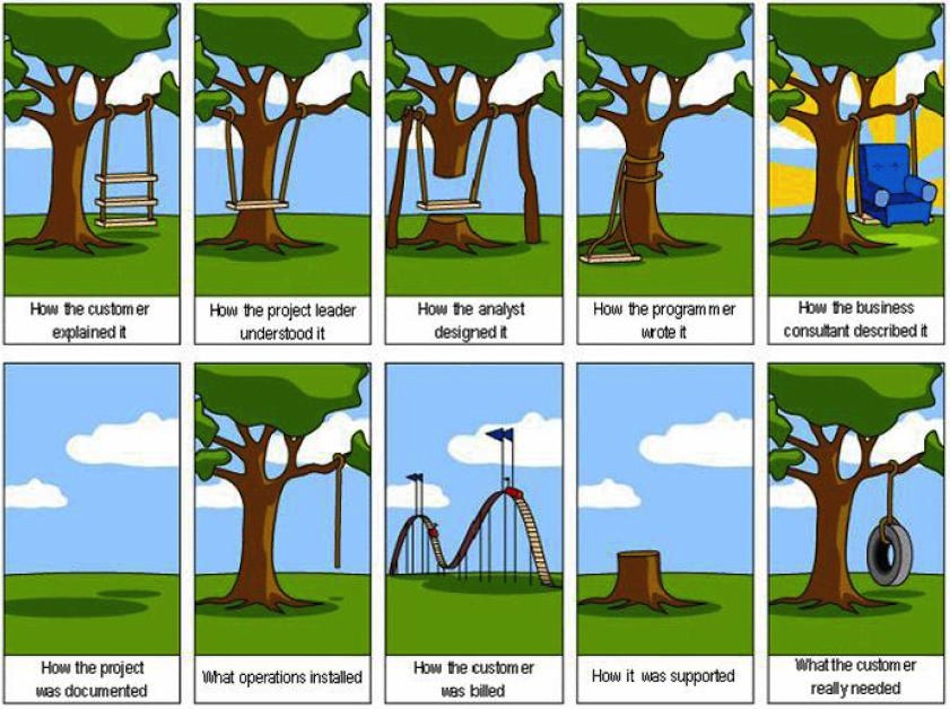 How the customer
explained it
How the project leader
understood it
How the analyst
designed it
How the programmer
wrote it
How the business
consultant described it
How the project
was documented
What operations installed
How the customer
was billed
How it was supported
What the customer
really needed